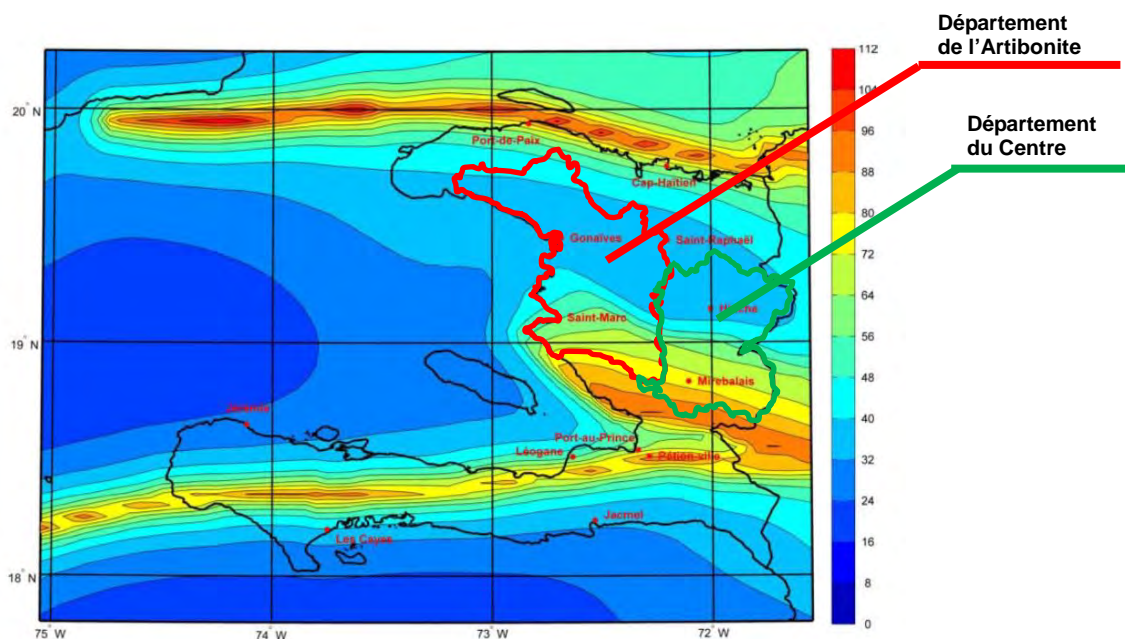 Département
de l'Artibonite
Département
du Centre
112
104
96
88
80
72
64
56
48
40
32
24
16
8
0
20° N
19° N
18° N
75° W
74° W
73° W
72° W
Port-de-Paix
Cap-Haïtien
Gonaïves
Saint-Raphaël
Saint-Marc
Mirebalais
Port-au-Prince
Léogane
Pétion-ville
Jacmel
Les Cayes